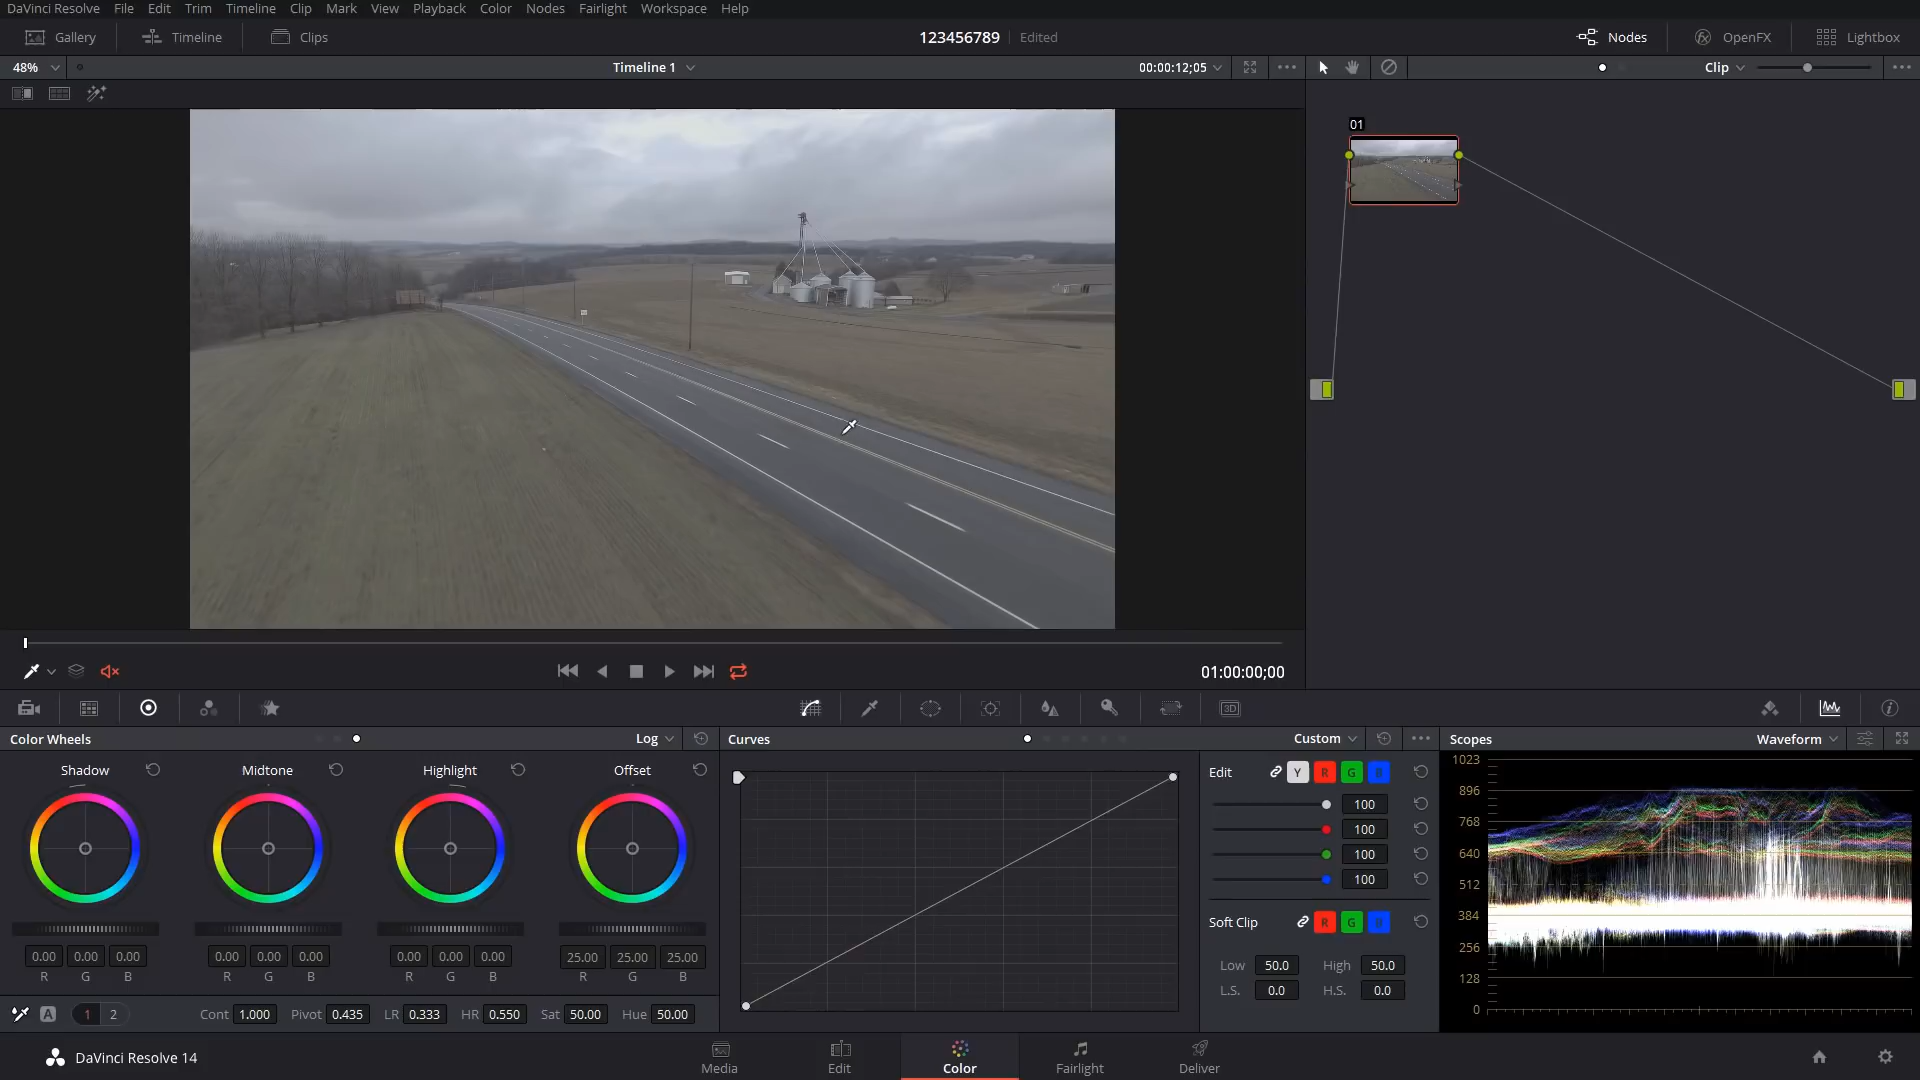 DaVinci Resolve File Edit Trim Timeline Clip Mark View Playback Color Nodes Fairlight Workspace Help
Gallery Timeline Clips 123456789 Edited Nodes OpenFX Lightbox
48% Timeline 1 00:00:12;05 Clip
01
01:00:00;00
3D
Color Wheels Log Curves Custom Scopes Waveform
Shadow Midtone Highlight Offset
Edit Y R G B
100
100
100
100
Soft Clip R G B
Low 50.0 High 50.0
L.S. 0.0 H.S. 0.0
1023
896
768
640
512
384
256
128
0
0.00 0.00 0.00 0.00 0.00 0.00 0.00 0.00 0.00 25.00 25.00 25.00
R G B R G B R G B R G B
A 1 2 Cont 1.000 Pivot 0.435 LR 0.333 HR 0.550 Sat 50.00 Hue 50.00
DaVinci Resolve 14 Media Edit Color Fairlight Deliver